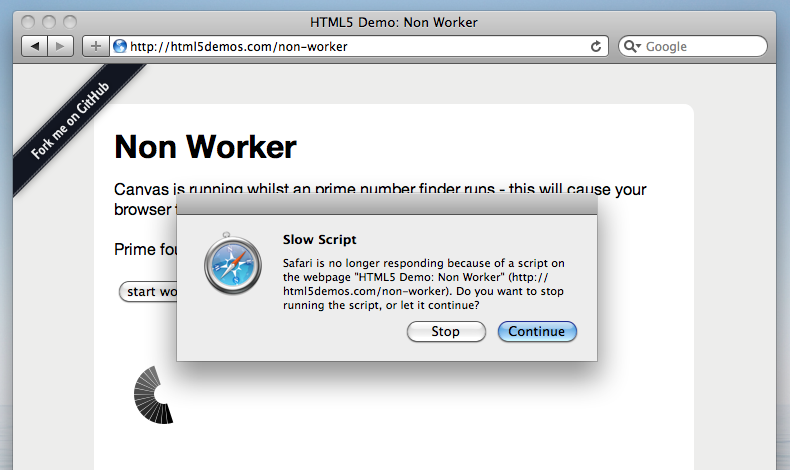 HTML5 Demo: Non Worker
http://html5demos.com/non-worker
Google
Fork me on GitHub
Non Worker
Canvas is running whilst an prime number finder runs - this will cause your
browser
Slow Script
Safari is no longer responding because of a script on
the webpage "HTML5 Demo: Non Worker" (http://
html5demos.com/non-worker). Do you want to stop
running the script, or let it continue?
Prime fou
start wo
Stop
Continue